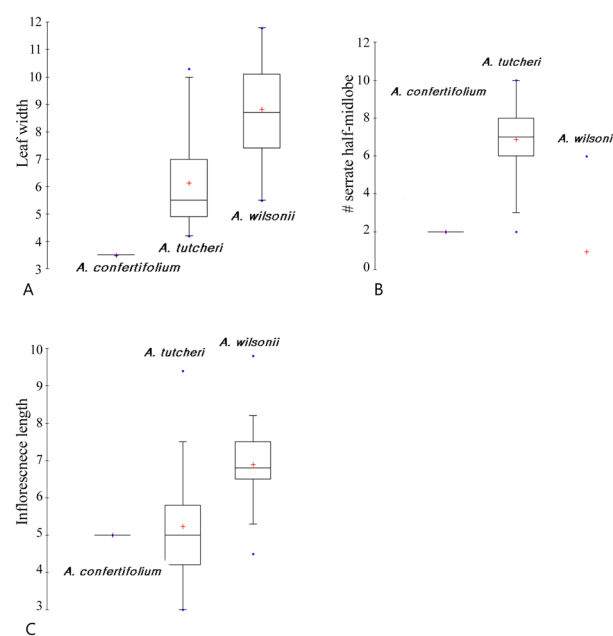 12
11
10
9
8
7
6
5
4
3
Leaf width
A. confertifolium
A. tutcheri
A. wilsonii
A
12
10
8
6
4
2
0
# serrate half-midlobe
A. confertifolium
A. tutcheri
A. wilsoni
B
10
9
8
7
6
5
4
3
Inflorescnece length
A. confertifolium
A. tutcheri
A. wilsonii
C